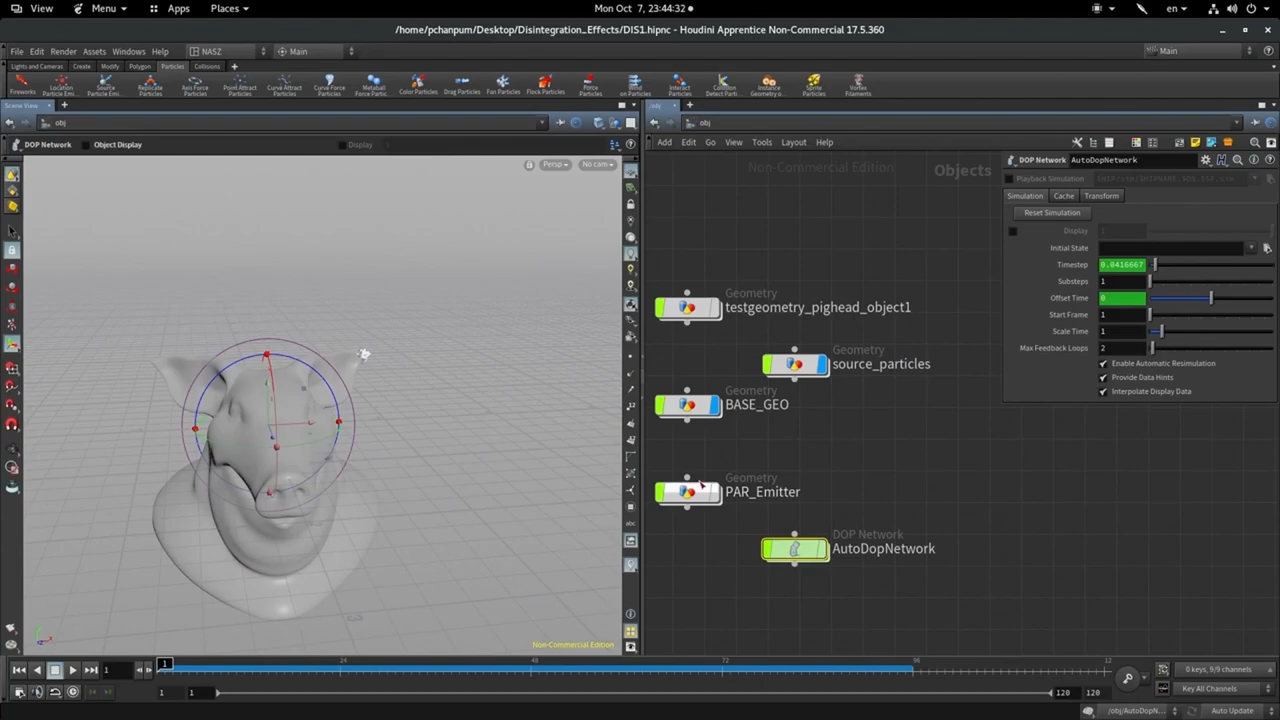 View Menu Apps Places Mon Oct 7, 23:44:32 en
/home/pchanpum/Desktop/Disintegration_Effects/DIS1.hipnc - Houdini Apprentice Non-Commercial 17.5.360
File Edit Render Assets Windows Help NASZ Main Main
Lights and Cameras Create Modify Polygon Particles Collisions
Fireworks Location Particle Emi.. Source Particle Emi.. Replicate Particles Axis Force Particles Point Attract Particles Curve Attract Particles Curve Force Particles Metaball Force Partic.. Color Particles Drag Particles Fan Particles Flock Particles Force Particles Wind on Particles Interact Particles Collision Detect Parti.. Instance Geometry o.. Sprite Particles Vortex Filaments
Scene View /obj
obj obj
DOP Network Object Display Display
Add Edit Go View Tools Layout Help
Persp No cam
Non-Commercial Edition Objects
DOP Network AutoDopNetwork
Playback Simulation
Simulation Cache Transform
Reset Simulation
Display
Initial State
Timestep 0.0416667
Substeps 1
Offset Time 0
Start Frame 1
Scale Time 1
Max Feedback Loops 2
Enable Automatic Resimulation
Provide Data Hints
Interpolate Display Data
Geometry
testgeometry_pighead_object1
Geometry
source_particles
Geometry
BASE_GEO
Geometry
PAR_Emitter
DOP Network
AutoDopNetwork
abc
Non-Commercial Edition
1 1 24 48 72 96 12
0 keys, 9/9 channels
1 1 120 120 Key All Channels
/obj/AutoDopN... Auto Update